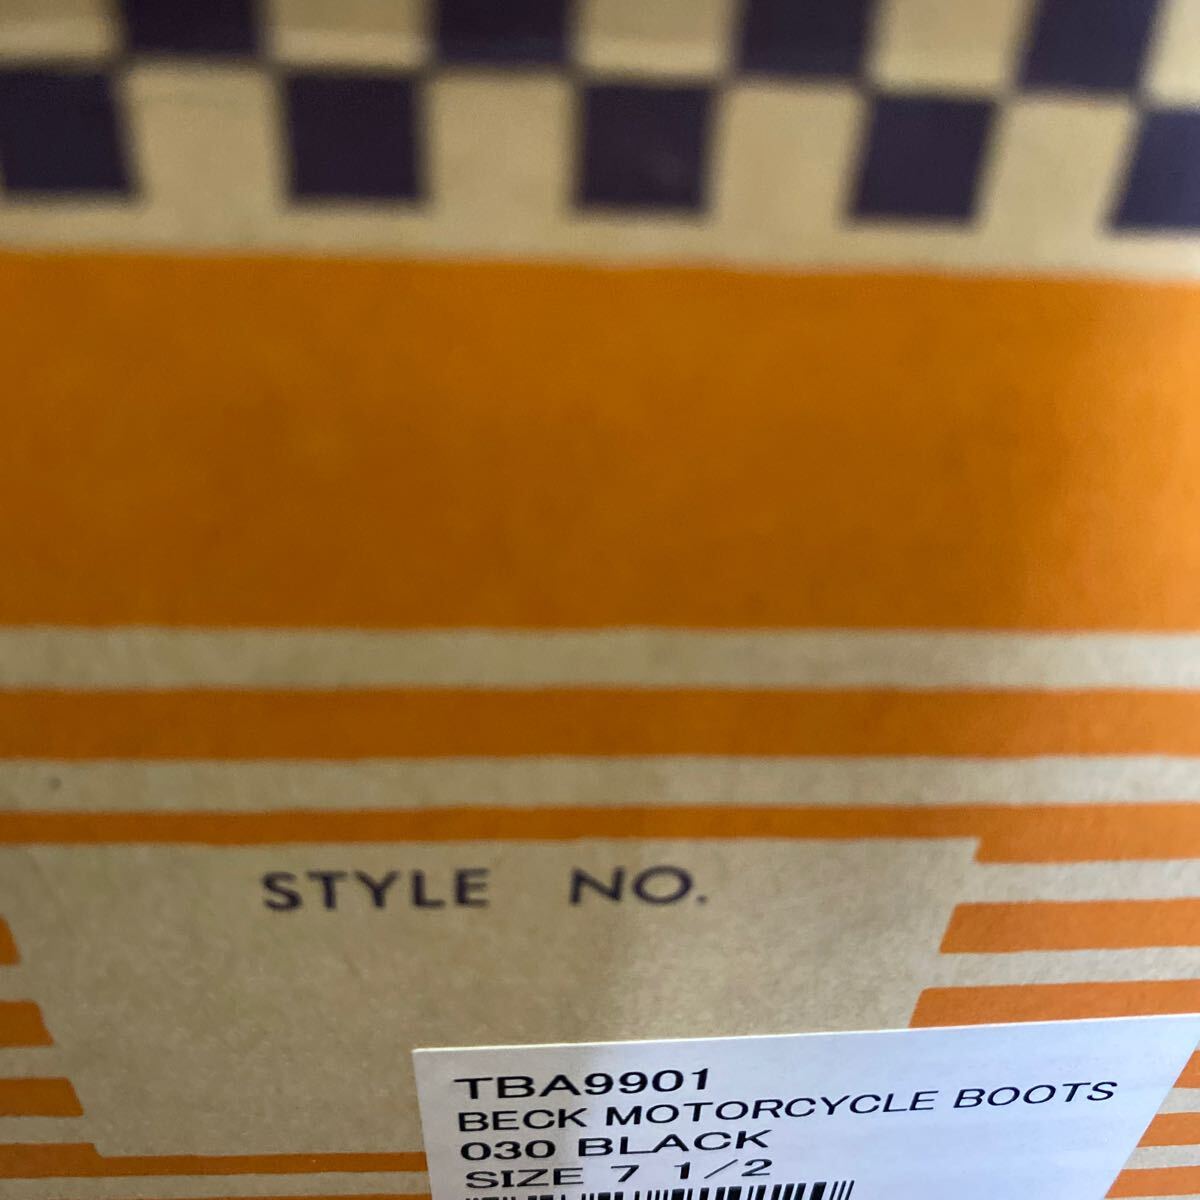 STYLE NO.
TBA9901
BECK MOTORCYCLE BOOTS
030 BLACK
SIZE 7 1/2